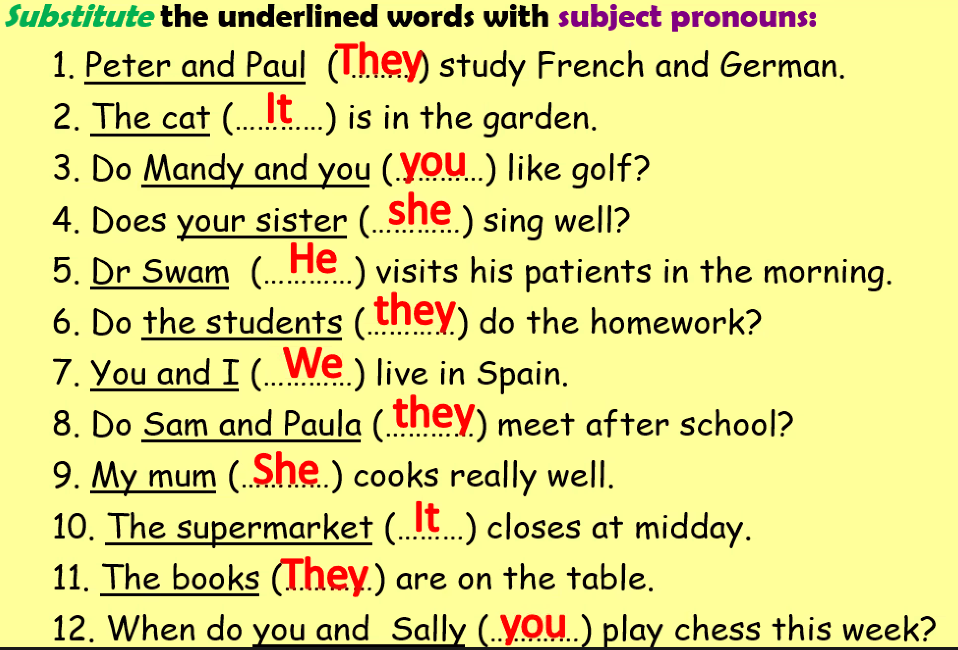 Substitute the underlined words with subject pronouns:
1. Peter and Paul (They) study French and German.
2. The cat (...It...) is in the garden.
3. Do Mandy and you (.you...) like golf?
4. Does your sister (...she.) sing well?
5. Dr Swam (...He..) visits his patients in the morning.
6. Do the students (they) do the homework?
7. You and I (...We..) live in Spain.
8. Do Sam and Paula (.they) meet after school?
9. My mum (.She.) cooks really well.
10. The supermarket (..It...) closes at midday.
11. The books (They.) are on the table.
12. When do you and Sally (..you..) play chess this week?